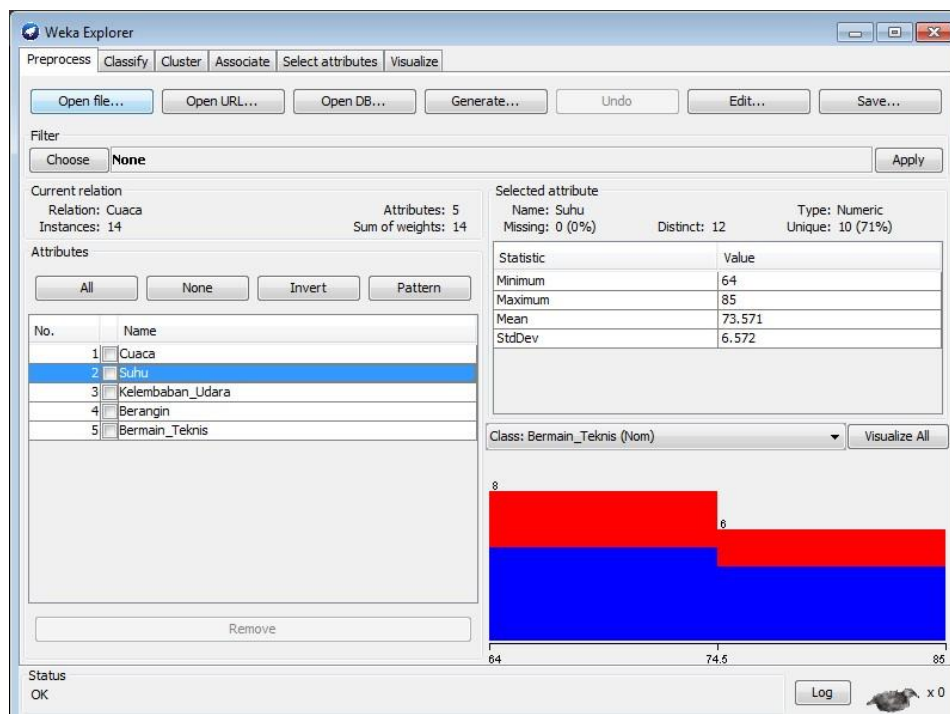 Weka Explorer
Preprocess Classify Cluster Associate Select attributes Visualize
Open file... Open URL... Open DB... Generate... Undo Edit... Save...
Filter
Choose None Apply
Current relation
Relation: Cuaca Attributes: 5
Instances: 14 Sum of weights: 14
Selected attribute
Name: Suhu Type: Numeric
Missing: 0 (0%) Distinct: 12 Unique: 10 (71%)
Attributes
All None Invert Pattern
No. Name
1 Cuaca
2 Suhu
3 Kelembaban_Udara
4 Berangin
5 Bermain_Teknis
Remove
Statistic Value
Minimum 64
Maximum 85
Mean 73.571
StdDev 6.572
Class: Bermain_Teknis (Nom) Visualize All
8
6
64 74.5 85
Status
OK
Log x 0